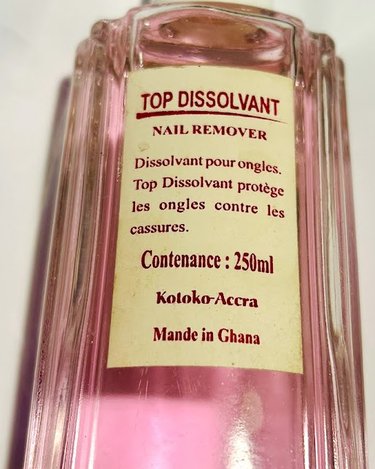 TOP DISSOLVANT
NAIL REMOVER
Dissolvant pour ongles.
Top Dissolvant protège
les ongles contre les
cassures.
Contenance : 250ml
Kotoko-Accra
Mande in Ghana